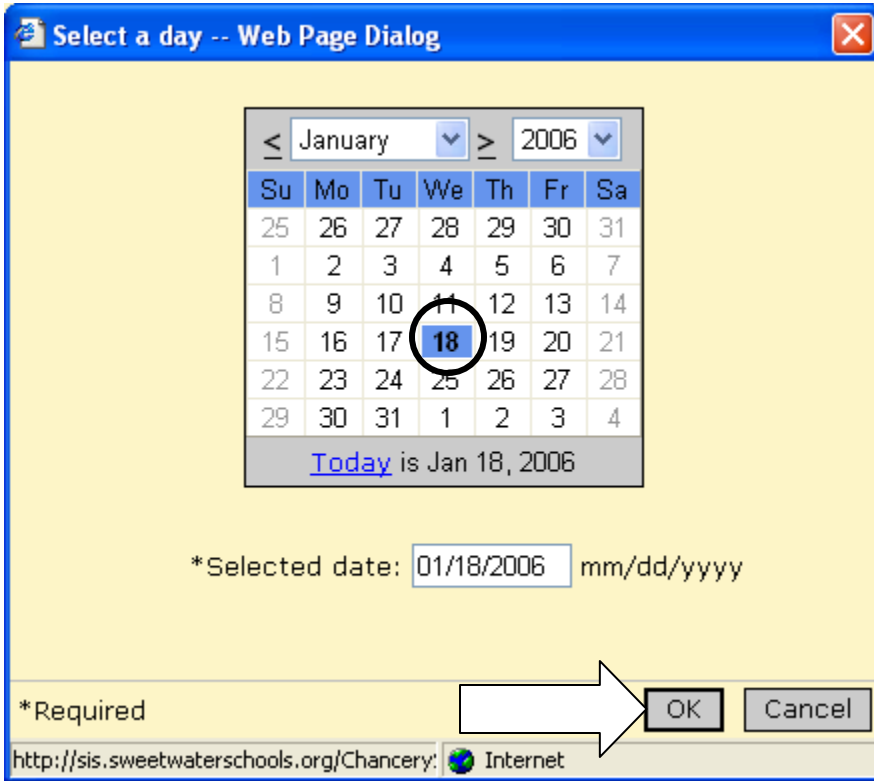 Select a day -- Web Page Dialog
< January > 2006
Su Mo Tu We Th Fr Sa
25 26 27 28 29 30 31
1 2 3 4 5 6 7
8 9 10 11 12 13 14
15 16 17 18 19 20 21
22 23 24 25 26 27 28
29 30 31 1 2 3 4
Today is Jan 18, 2006
*Selected date: 01/18/2006 mm/dd/yyyy
*Required OK Cancel
http://sis.sweetwaterschools.org/Chancery: Internet